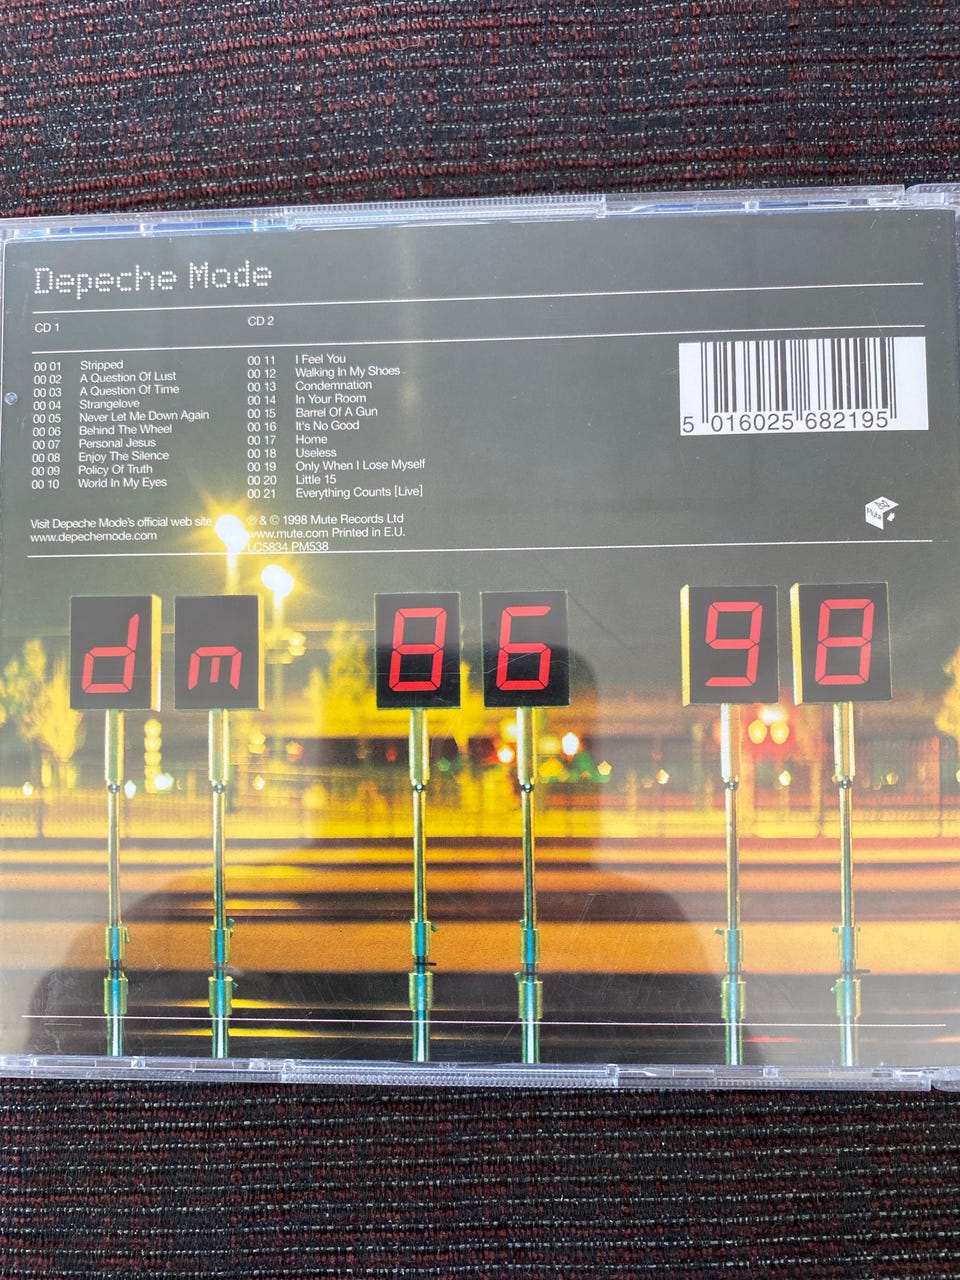 Depeche Mode
CD 1
00 01 Stripped
00 02 A Question Of Lust
00 03 A Question Of Time
00 04 Strangelove
00 05 Never Let Me Down Again
00 06 Behind The Wheel
00 07 Personal Jesus
00 08 Enjoy The Silence
00 09 Policy Of Truth
00 10 World In My Eyes
CD 2
00 11 I Feel You
00 12 Walking In My Shoes
00 13 Condemnation
00 14 In Your Room
00 15 Barrel Of A Gun
00 16 It's No Good
00 17 Home
00 18 Useless
00 19 Only When I Lose Myself
00 20 Little 15
00 21 Everything Counts [Live]
5 016025 682195
Visit Depeche Mode's official web site
www.depechemode.com
℗ & © 1998 Mute Records Ltd
www.mute.com Printed in E.U.
LC5834 PM538
Mute
dm 86 98